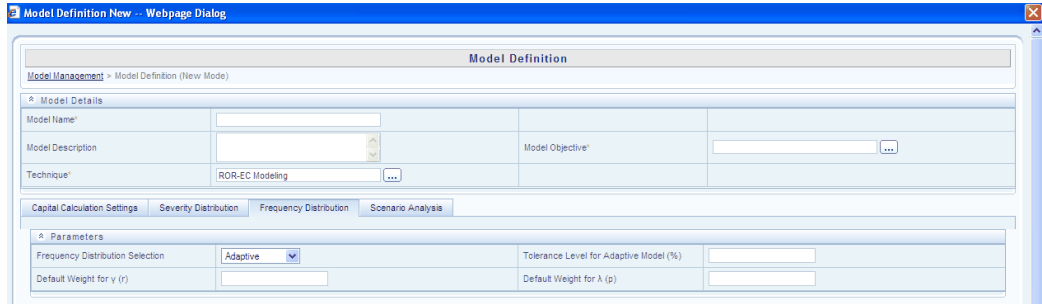 Model Definition New -- Webpage Dialog
Model Definition
Model Management > Model Definition (New Mode)
Model Details
Model Name*
Model Description
Model Objective*
...
Technique*
ROR-EC Modeling
...
Capital Calculation Settings
Severity Distribution
Frequency Distribution
Scenario Analysis
Parameters
Frequency Distribution Selection
Adaptive
Tolerance Level for Adaptive Model (%)
Default Weight for γ (r)
Default Weight for λ (p)